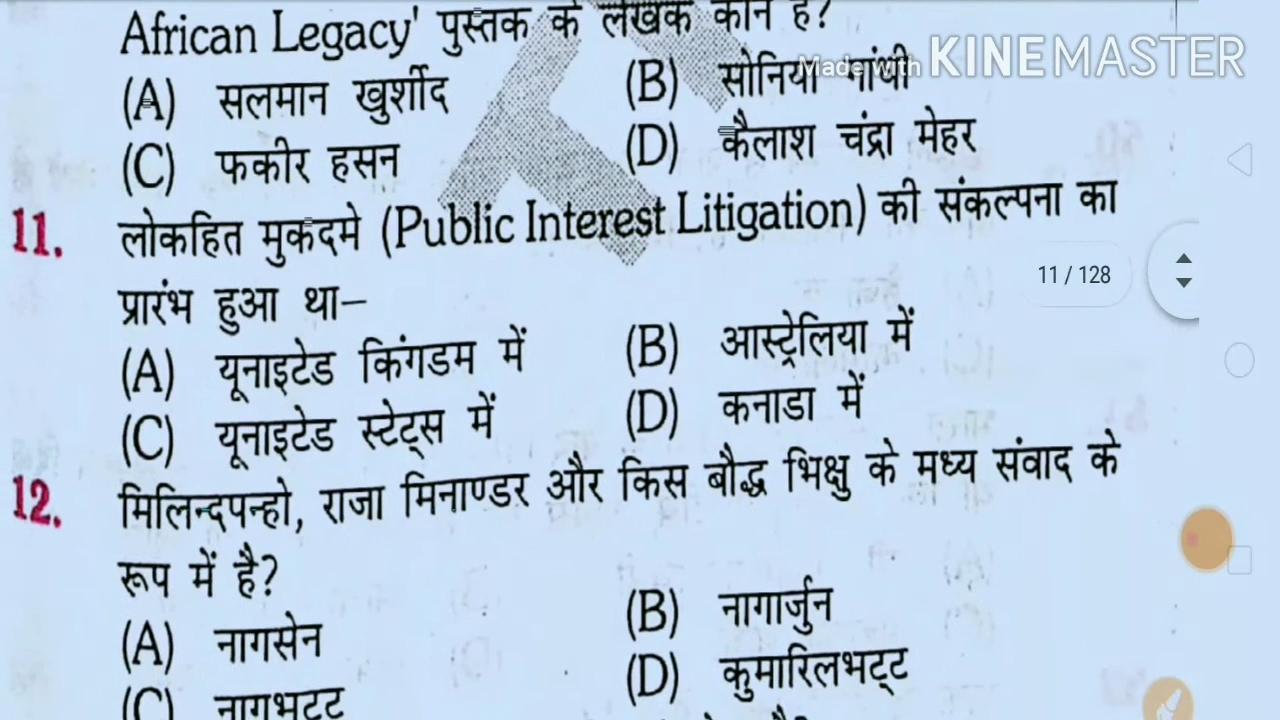 African Legacy' पुस्तक के लेखक कौन है?
Made with KINEMASTER
(A) सलमान खुर्शीद (B) सोनिया गांधी
(C) फकीर हसन (D) कैलाश चंद्रा मेहर
11. लोकहित मुकदमे (Public Interest Litigation) की संकल्पना का
प्रारंभ हुआ था–
11 / 128
(A) यूनाइटेड किंगडम में (B) आस्ट्रेलिया में
(C) यूनाइटेड स्टेट्स में (D) कनाडा में
12. मिलिन्दपन्हो, राजा मिनाण्डर और किस बौद्ध भिक्षु के मध्य संवाद के
रूप में है?
(A) नागसेन (B) नागार्जुन
(C) नागभटट (D) कुमारिलभट्ट